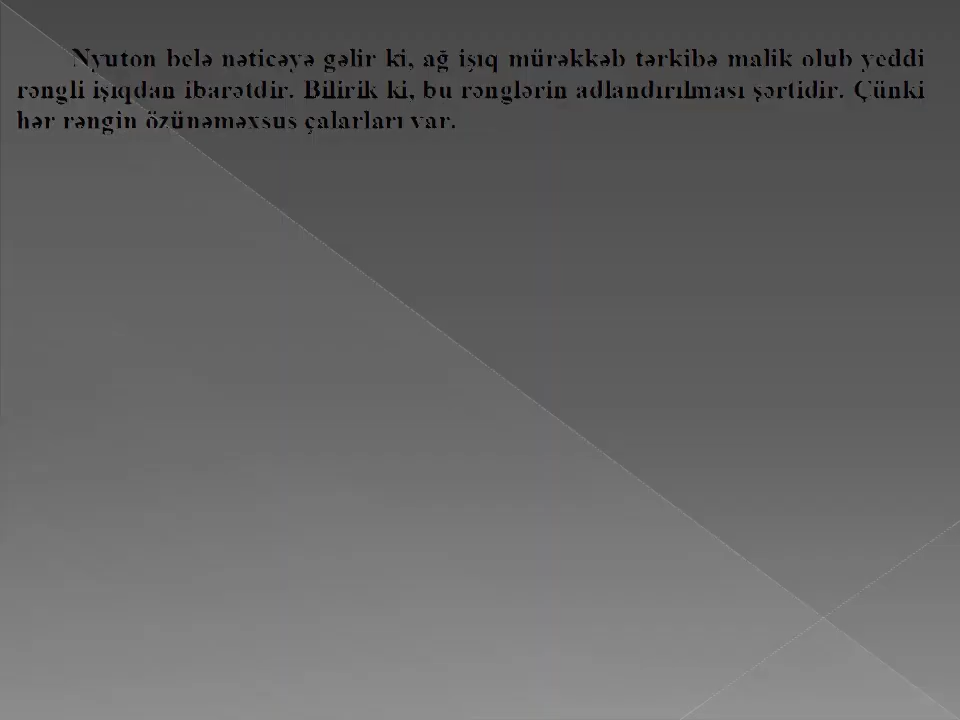 Nyuton belə nəticəyə gəlir ki, ağ işıq mürəkkəb tərkibə malik olub yeddi
rəngli işıqdan ibarətdir. Bilirik ki, bu rənglərin adlandırılması şərtidir. Çünki
hər rəngin özünəməxsus çalarları var.